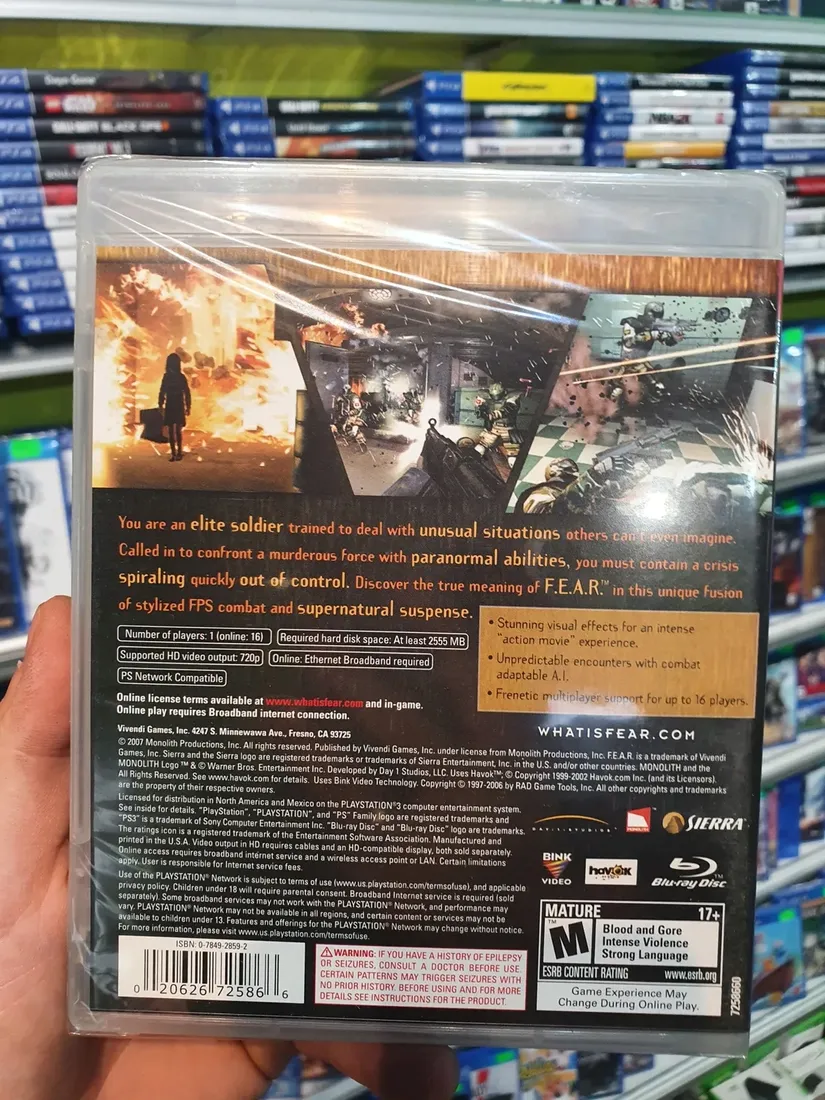 CALL OF DUTY BLACK OPS
NBA 2K
You are an elite soldier trained to deal with unusual situations others can't even imagine.
Called in to confront a murderous force with paranormal abilities, you must contain a crisis
spiraling quickly out of control. Discover the true meaning of F.E.A.R.™ in this unique fusion
of stylized FPS combat and supernatural suspense.
• Stunning visual effects for an intense
"action movie" experience.
• Unpredictable encounters with combat
adaptable A.I.
• Frenetic multiplayer support for up to 16 players.
Number of players: 1 (online: 16)
Required hard disk space: At least 2555 MB
Supported HD video output: 720p
Online: Ethernet Broadband required
PS Network Compatible
Online license terms available at www.whatisfear.com and in-game.
Online play requires Broadband internet connection.
WHATISFEAR.COM
Vivendi Games, Inc. 4247 S. Minnewawa Ave., Fresno, CA 93725
© 2007 Monolith Productions, Inc. All rights reserved. Published by Vivendi Games, Inc. under license from Monolith Productions, Inc. F.E.A.R. is a trademark of Vivendi
Games, Inc. Sierra and the Sierra logo are registered trademarks or trademarks of Sierra Entertainment, Inc. in the U.S. and/or other countries. MONOLITH and the
MONOLITH Logo ™ & © Warner Bros. Entertainment Inc. Developed by Day 1 Studios, LLC. Uses Havok™; © Copyright 1999-2002 Havok.com Inc. (and its Licensors).
All Rights Reserved. See www.havok.com for details. Uses Bink Video Technology. Copyright © 1997-2006 by RAD Game Tools, Inc. All other copyrights and trademarks
are the property of their respective owners.
Licensed for distribution in North America and Mexico on the PLAYSTATION®3 computer entertainment system.
See inside for details. "PlayStation", "PLAYSTATION", and "PS" Family logo are registered trademarks and
"PS3" is a trademark of Sony Computer Entertainment Inc. "Blu-ray Disc" and "Blu-ray Disc" logo are trademarks.
The ratings icon is a registered trademark of the Entertainment Software Association. Manufactured and
printed in the U.S.A. Video output in HD requires cables and an HD-compatible display, both sold separately.
Online access requires broadband internet service and a wireless access point or LAN. Certain limitations
apply. User is responsible for Internet service fees.
Use of the PLAYSTATION® Network is subject to terms of use (www.us.playstation.com/termsofuse), and applicable
privacy policy. Children under 18 will require parental consent. Broadband Internet service is required (sold
separately). Some broadband services may not work with the PLAYSTATION® Network, and performance may
vary. PLAYSTATION® Network may not be available in all regions, and certain content or services may not be
available to children under 13. Features and offerings for the PLAYSTATION® Network may change without notice.
For more information, please visit www.us.playstation.com/termsofuse.
SIERRA
BINK
VIDEO
havok
Blu-ray Disc
ISBN: 0-7849-2859-2
0 20626 72586 6
WARNING: IF YOU HAVE A HISTORY OF EPILEPSY
OR SEIZURES, CONSULT A DOCTOR BEFORE USE.
CERTAIN PATTERNS MAY TRIGGER SEIZURES WITH
NO PRIOR HISTORY. BEFORE USING AND FOR MORE
DETAILS SEE INSTRUCTIONS FOR THE PRODUCT.
MATURE 17+
M
Blood and Gore
Intense Violence
Strong Language
ESRB CONTENT RATING www.esrb.org
Game Experience May
Change During Online Play.
7258660